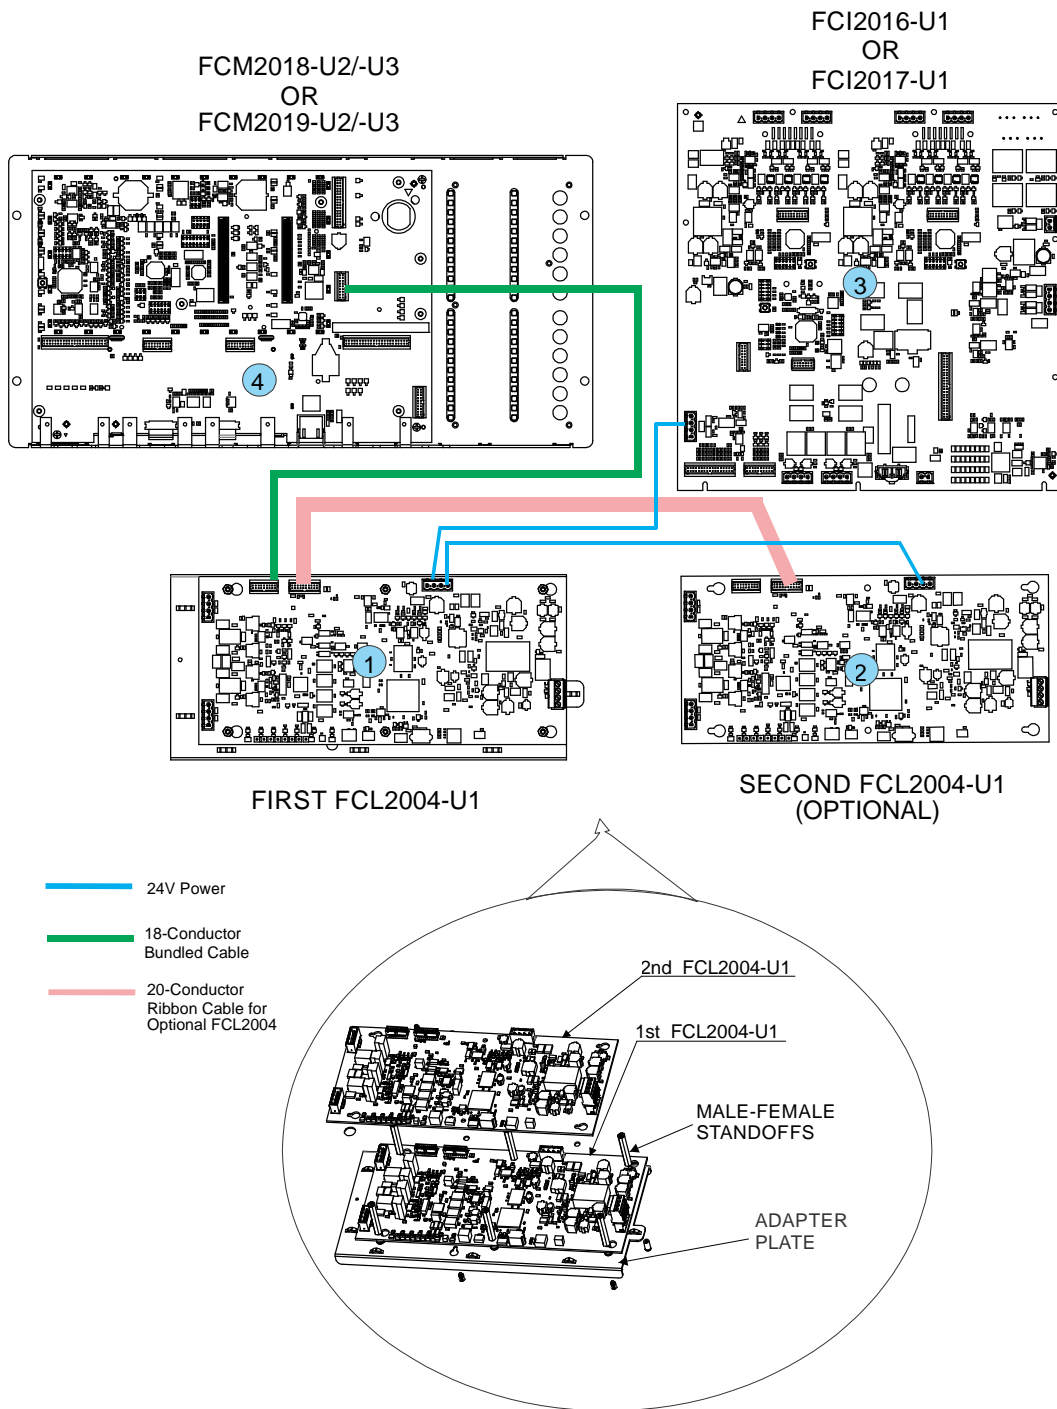 FCI2016-U1
OR
FCI2017-U1
FCM2018-U2/-U3
OR
FCM2019-U2/-U3
3
4
1
2
FIRST FCL2004-U1
SECOND FCL2004-U1
(OPTIONAL)
24V Power
18-Conductor
Bundled Cable
20-Conductor
Ribbon Cable for
Optional FCL2004
2nd FCL2004-U1
1st FCL2004-U1
MALE-FEMALE
STANDOFFS
ADAPTER
PLATE